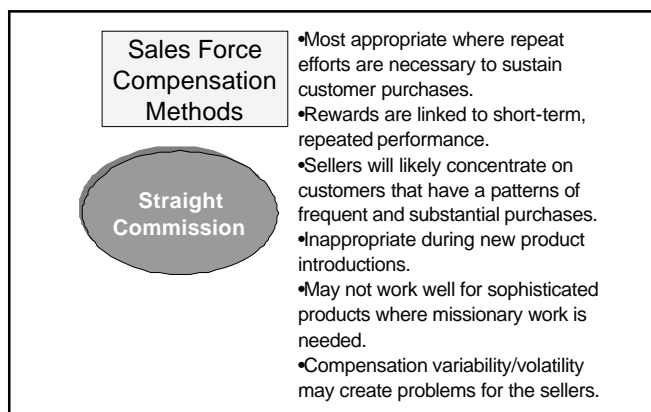 Sales Force
Compensation
Methods
Straight
Commission
•Most appropriate where repeat
efforts are necessary to sustain
customer purchases.
•Rewards are linked to short-term,
repeated performance.
•Sellers will likely concentrate on
customers that have a patterns of
frequent and substantial purchases.
•Inappropriate during new product
introductions.
•May not work well for sophisticated
products where missionary work is
needed.
•Compensation variability/volatility
may create problems for the sellers.